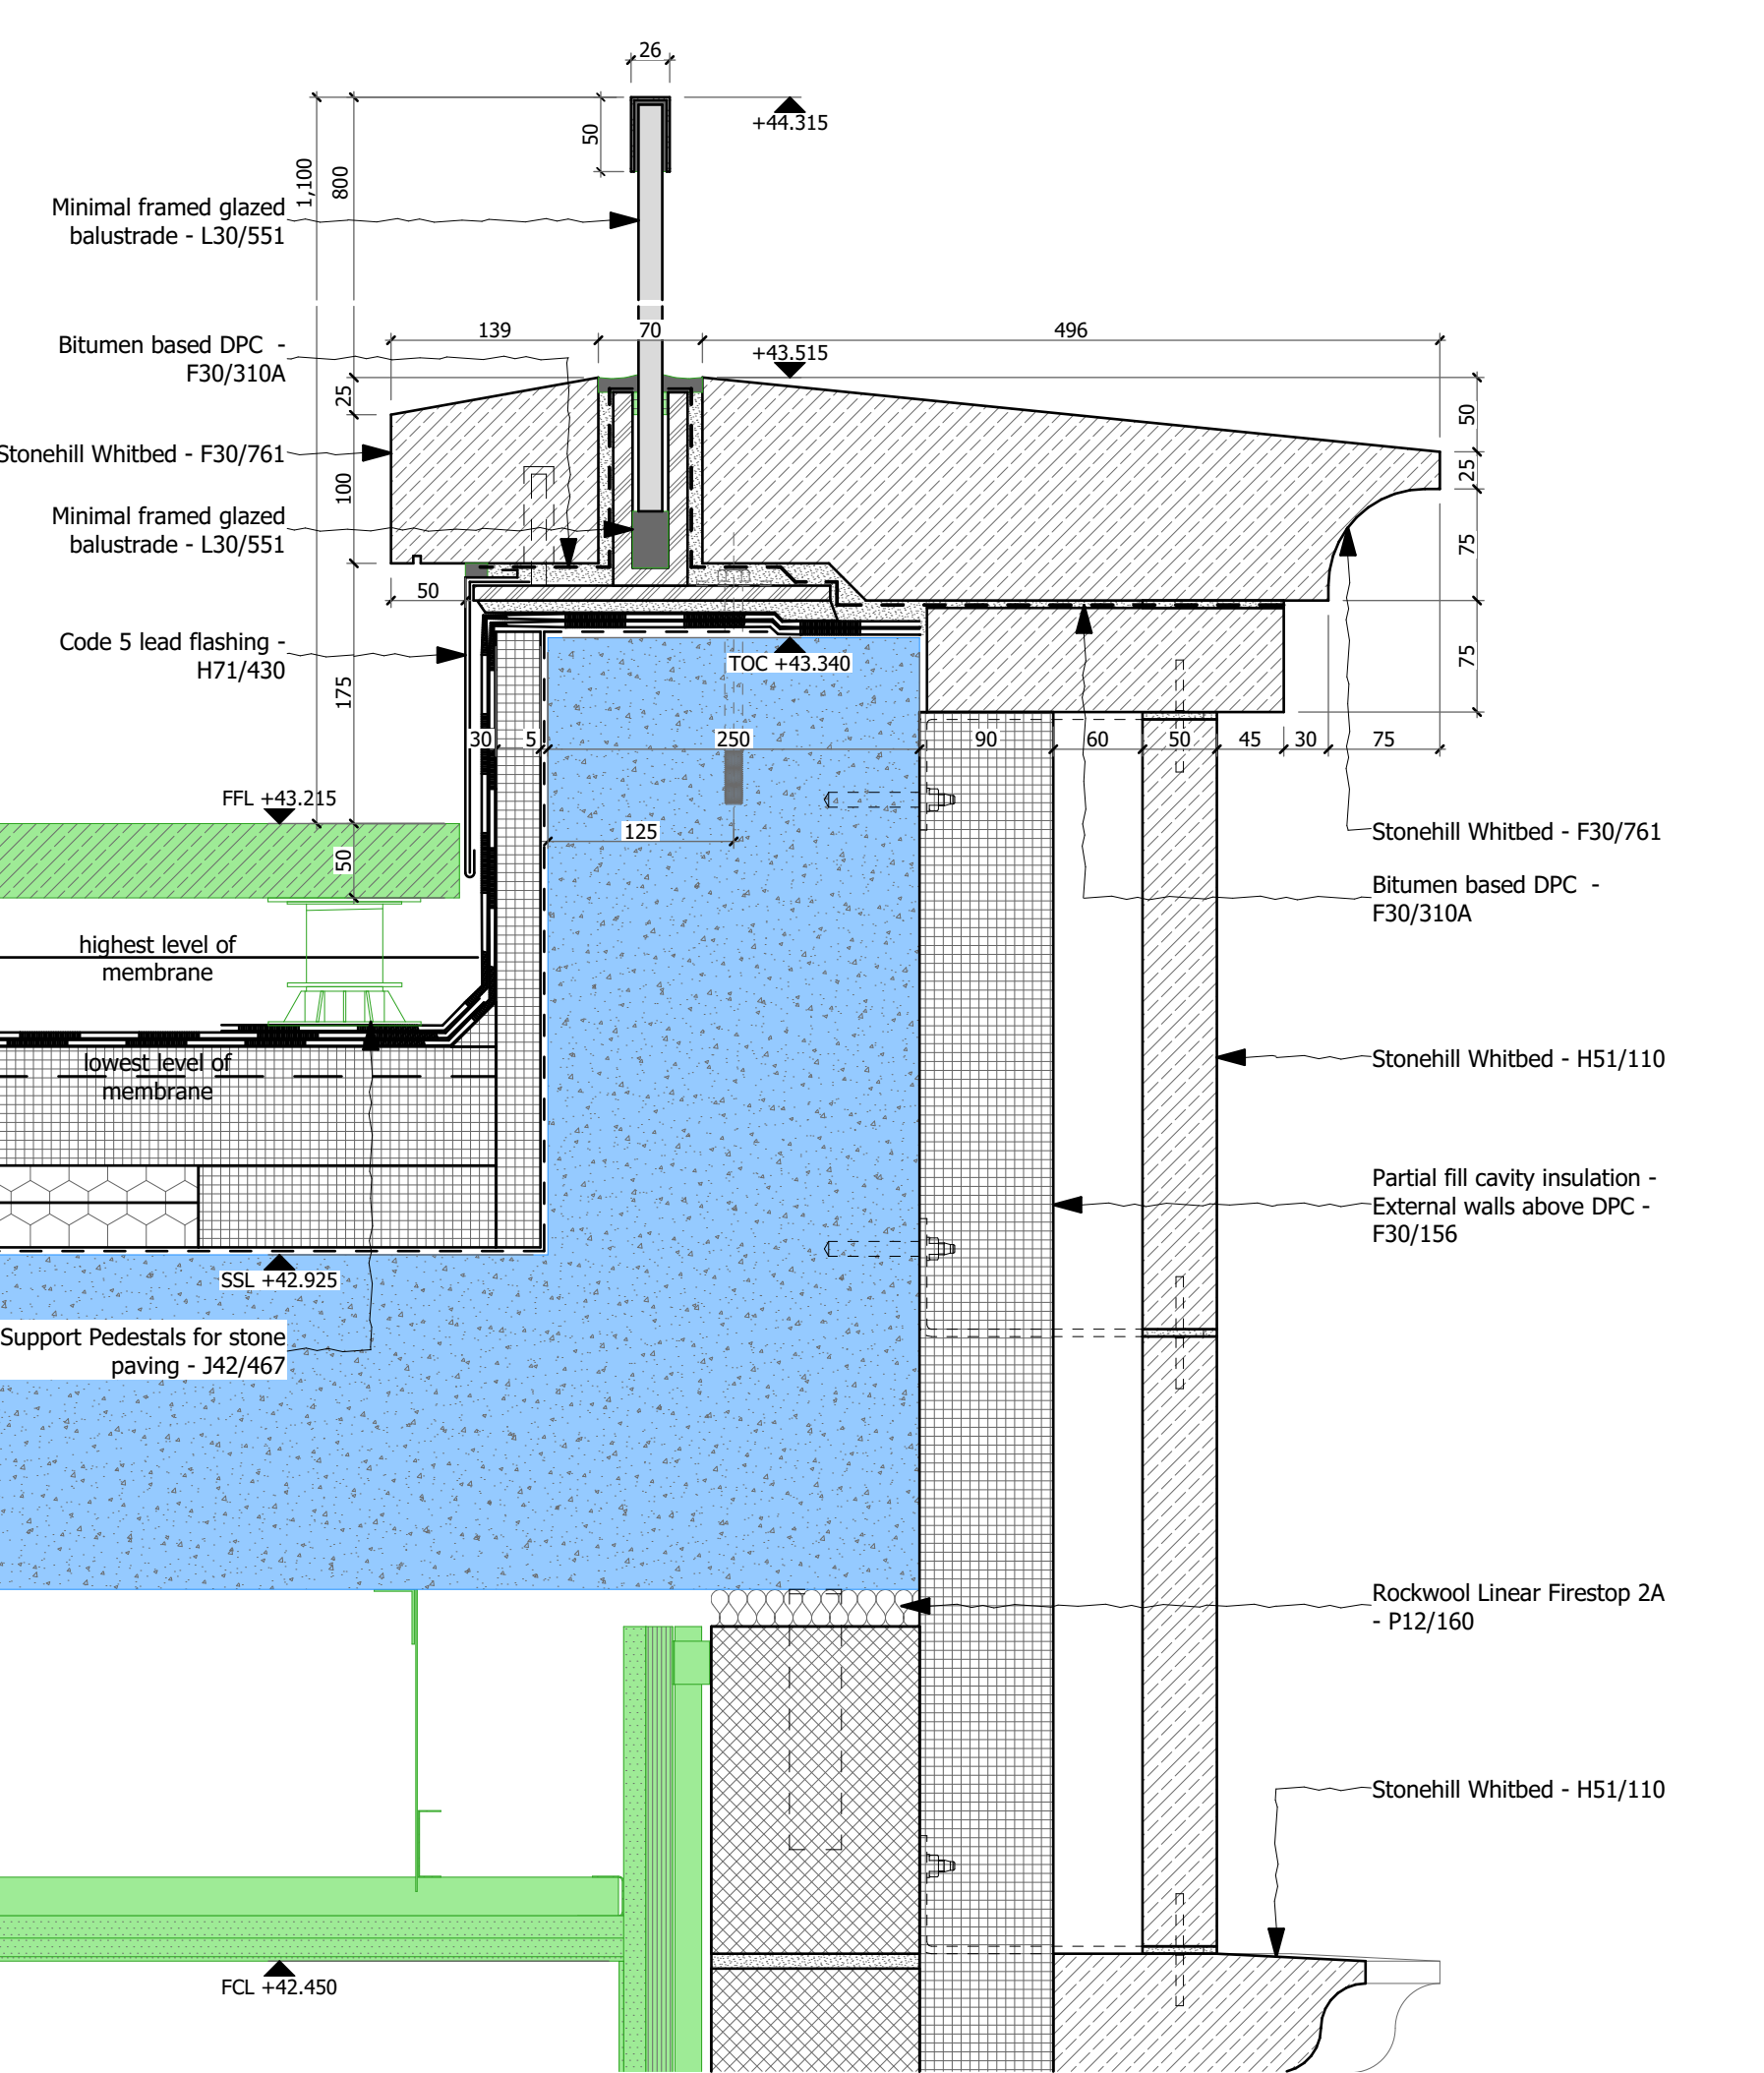 26
+44.315
50
1,100
800
Minimal framed glazed
balustrade - L30/551
139
70
496
+43.515
Bitumen based DPC -
F30/310A
25
50
Stonehill Whitbed - F30/761
25
100
Minimal framed glazed
balustrade - L30/551
75
50
Code 5 lead flashing -
H71/430
TOC +43.340
75
175
30
5
250
90
60
50
45
30
75
FFL +43.215
125
Stonehill Whitbed - F30/761
50
Bitumen based DPC -
F30/310A
highest level of
membrane
lowest level of
membrane
Stonehill Whitbed - H51/110
Partial fill cavity insulation -
External walls above DPC -
F30/156
SSL +42.925
Support Pedestals for stone
paving - J42/467
Rockwool Linear Firestop 2A
- P12/160
Stonehill Whitbed - H51/110
FCL +42.450